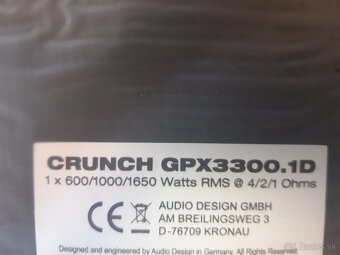 CRUNCH GPX3300.1D
1 x 600/1000/1650 Watts RMS @ 4/2/1 Ohms
CE
AUDIO DESIGN GMBH
AM BREILINGSWEG 3
D-76709 KRONAU
Designed and engineered by Audio Design in Germany. All Rights